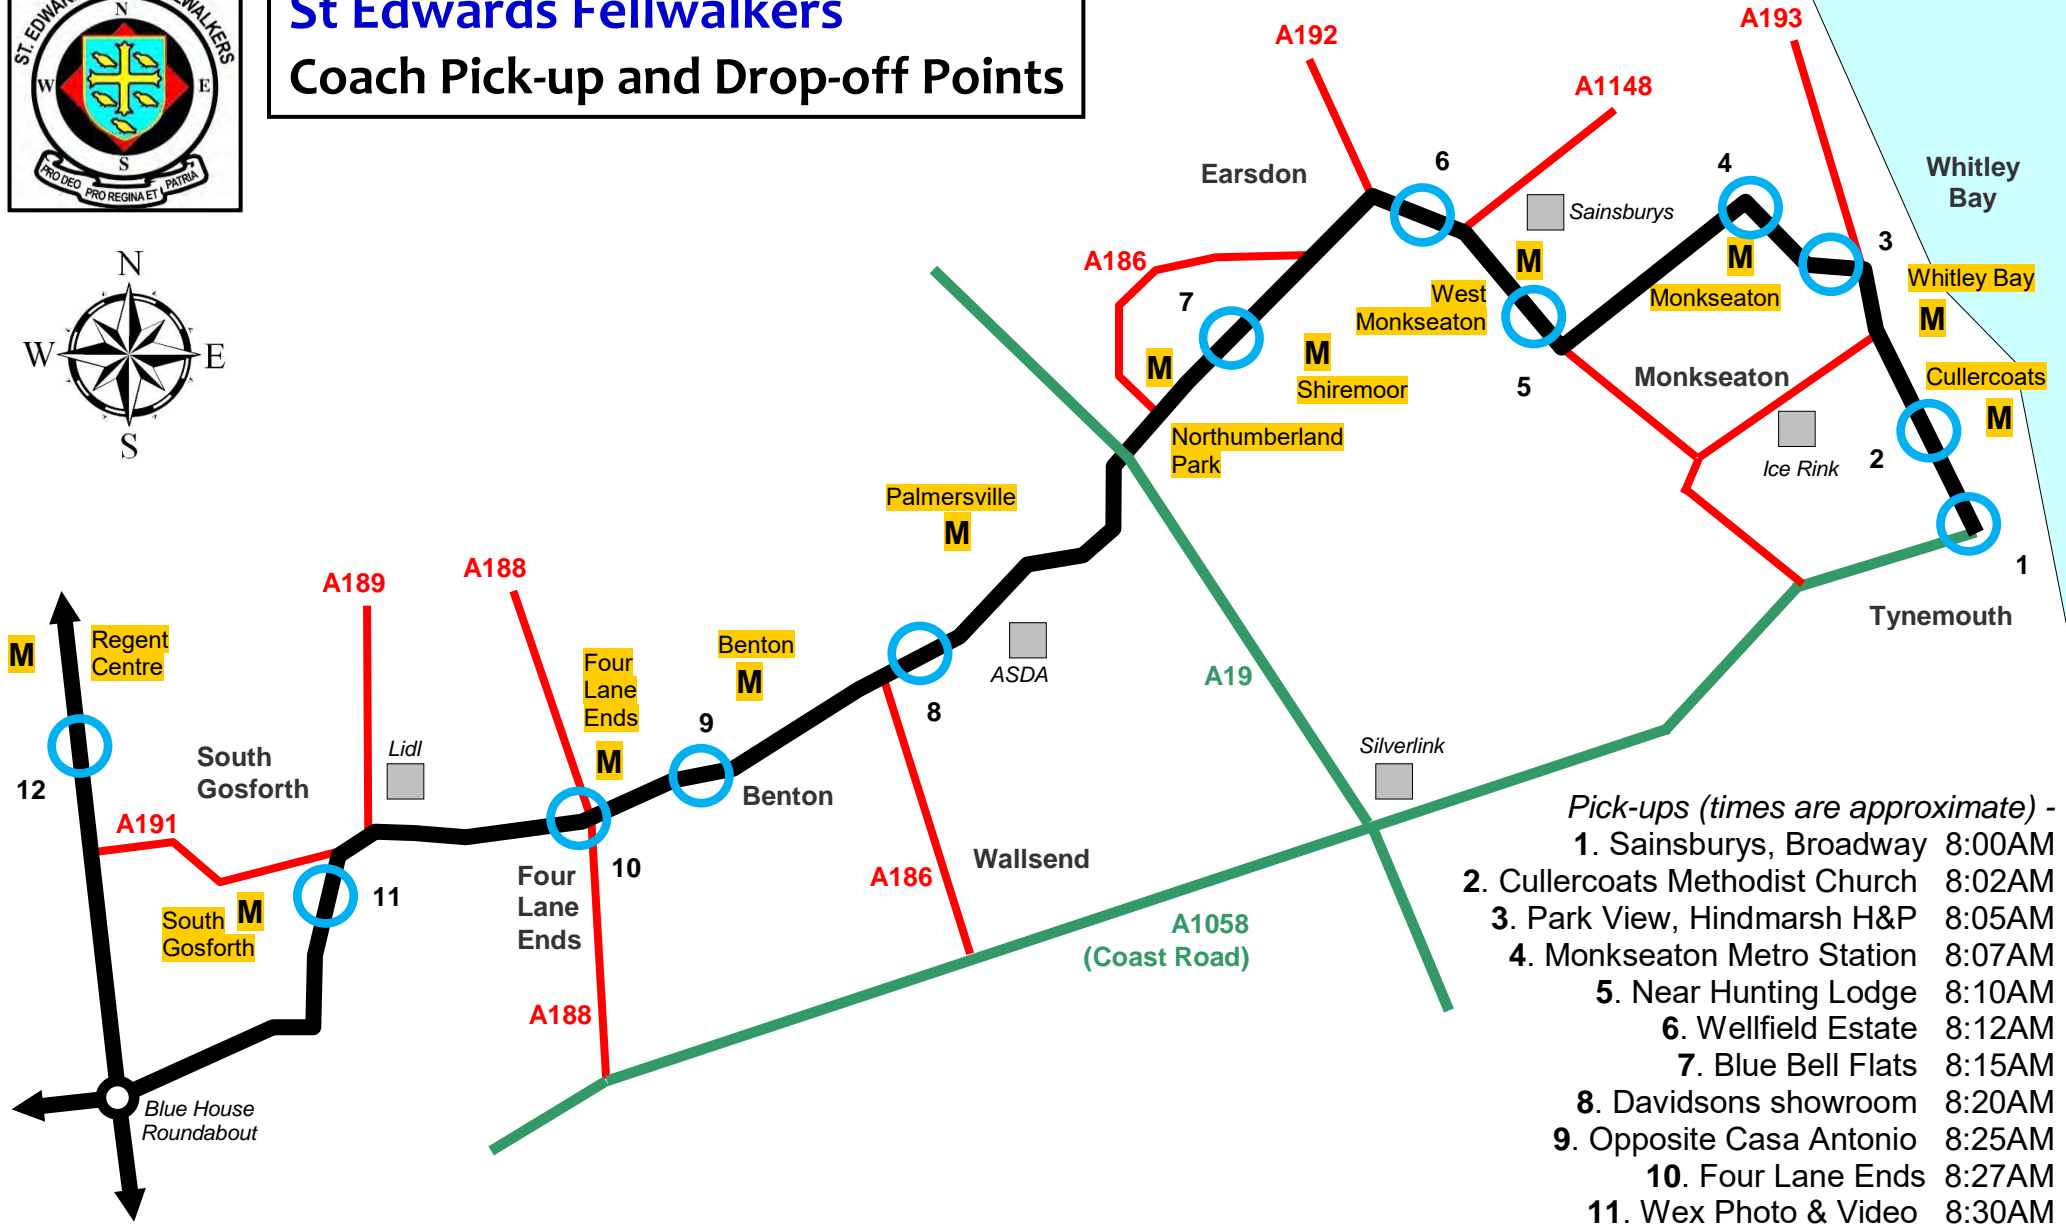 St Edwards Fellwalkers
Coach Pick-up and Drop-off Points
N
W
E
S
PRO DEO PRO REGINA ET PATRIA
N
W
E
S
A192
A193
A1148
Earsdon
6
4
Whitley
Bay
Sainsburys
3
A186
M
M
Whitley Bay
7
West
Monkseaton
Monkseaton
M
M
M
Shiremoor
5
Monkseaton
Cullercoats
M
Northumberland
Park
Ice Rink
2
Palmersville
M
1
Tynemouth
A189
A188
M
Regent
Centre
Four
Lane
Ends
Benton
M
ASDA
A19
8
9
M
Lidl
South
Gosforth
Silverlink
12
Benton
A191
10
Four
Lane
Ends
A186
Wallsend
11
South
Gosforth
M
A1058
(Coast Road)
A188
Blue House
Roundabout
Pick-ups (times are approximate) -
1. Sainsburys, Broadway 8:00AM
2. Cullercoats Methodist Church 8:02AM
3. Park View, Hindmarsh H&P 8:05AM
4. Monkseaton Metro Station 8:07AM
5. Near Hunting Lodge 8:10AM
6. Wellfield Estate 8:12AM
7. Blue Bell Flats 8:15AM
8. Davidsons showroom 8:20AM
9. Opposite Casa Antonio 8:25AM
10. Four Lane Ends 8:27AM
11. Wex Photo & Video 8:30AM